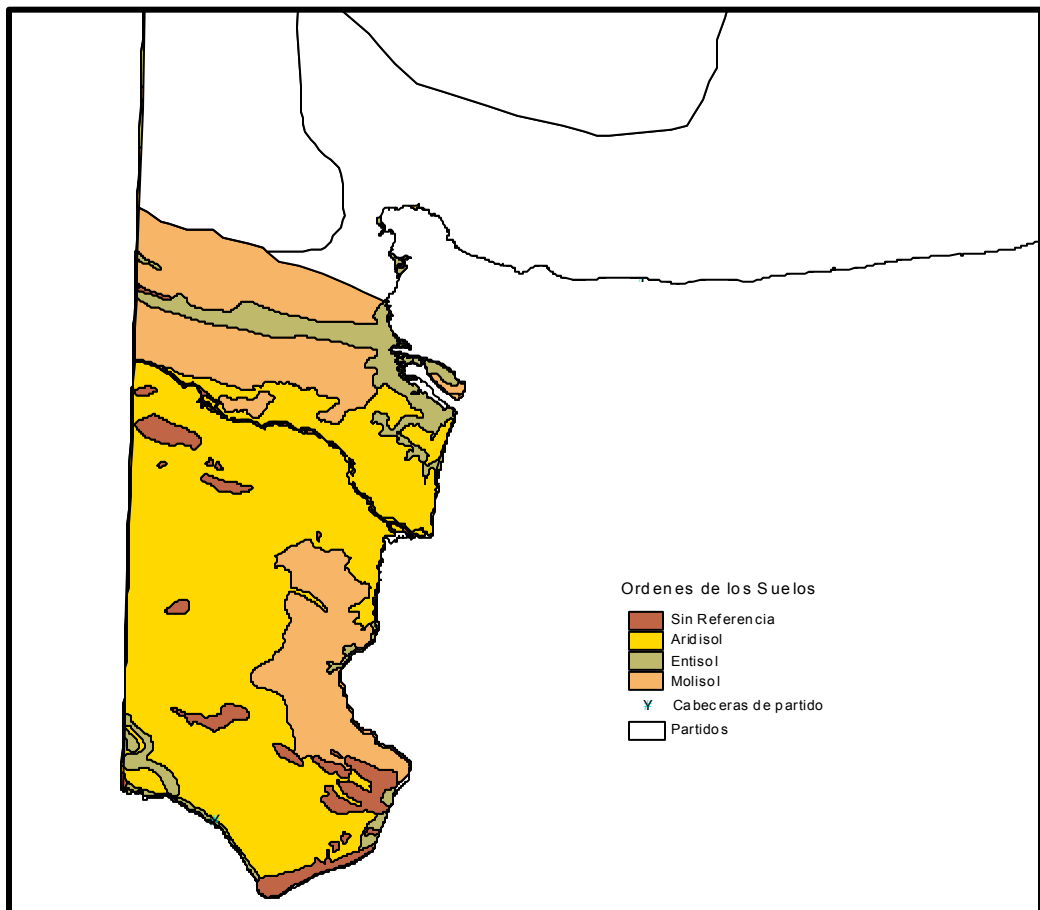 Ordenes de los Suelos
Sin Referencia
Aridisol
Entisol
Molisol
¥ Cabeceras de partido
Partidos